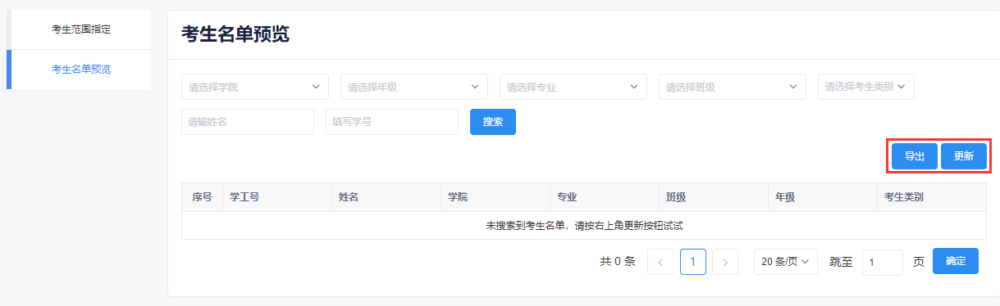 考生范围指定
考生名单预览
考生名单预览
请选择学院 请选择年级 请选择专业 请选择班级 请选择考生类别
请输姓名 填写学号 搜索
导出 更新
序号 学工号 姓名 学院 专业 班级 年级 考生类别
未搜索到考生名单，请按右上角更新按钮试试
共 0 条 1 20 条/页 跳至 1 页 确定